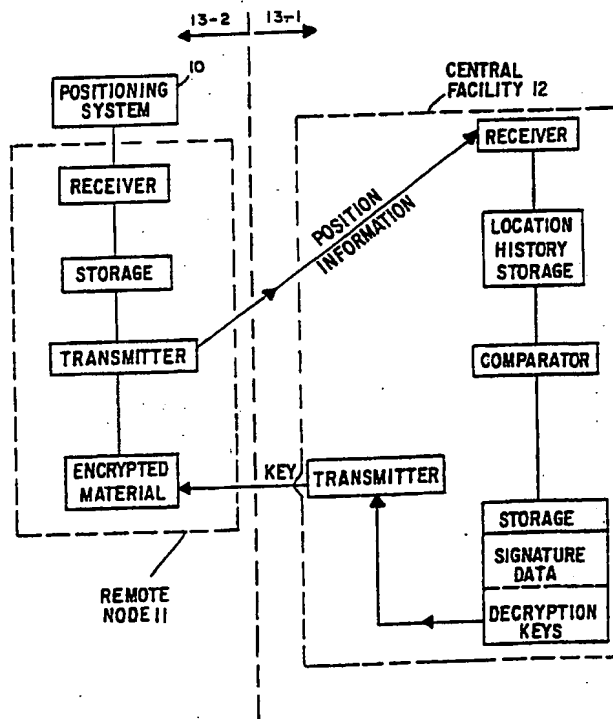 13-2
13-1
10
POSITIONING
SYSTEM
RECEIVER
STORAGE
TRANSMITTER
ENCRYPTED
MATERIAL
REMOTE
NODE 11
POSITION
INFORMATION
KEY
CENTRAL
FACILITY 12
RECEIVER
LOCATION
HISTORY
STORAGE
COMPARATOR
TRANSMITTER
STORAGE
SIGNATURE
DATA
DECRYPTION
KEYS